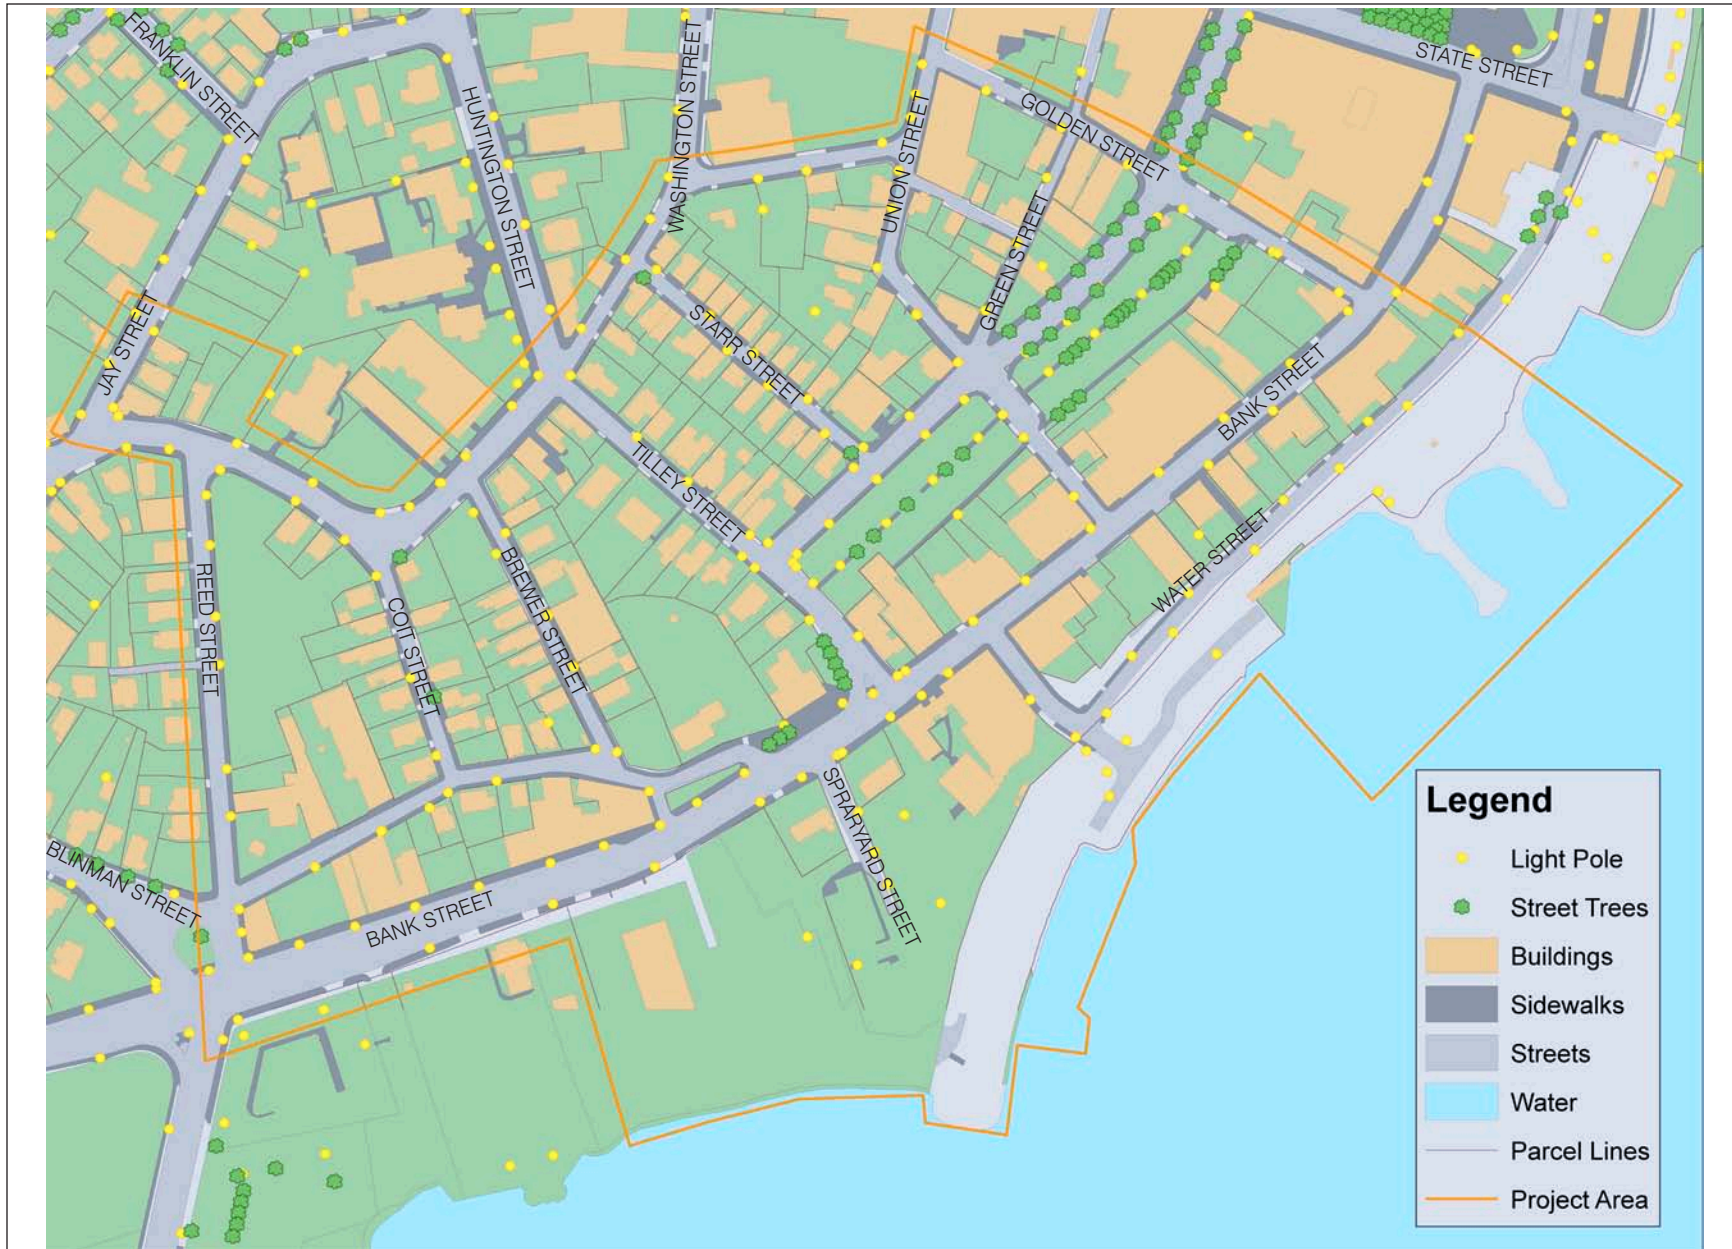 FRANKLIN STREET
HUNTINGTON STREET
WASHINGTON STREET
UNION STREET
GOLDEN STREET
STATE STREET
GREEN STREET
JAY STREET
STARR STREET
BANK STREET
TILLEY STREET
WATER STREET
REED STREET
COIT STREET
BREWER STREET
SPRARYARD STREET
BLINMAN STREET
BANK STREET
Legend
Light Pole
Street Trees
Buildings
Sidewalks
Streets
Water
Parcel Lines
Project Area